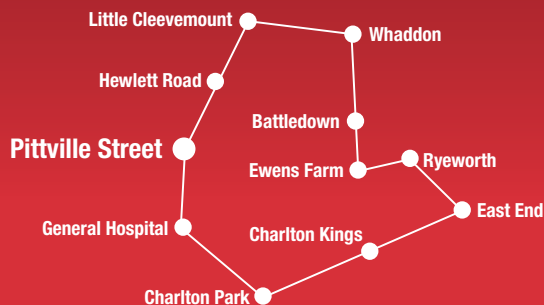 Little Cleevemount
Whaddon
Hewlett Road
Battledown
Pittville Street
Ryeworth
Ewens Farm
East End
General Hospital
Charlton Kings
Charlton Park